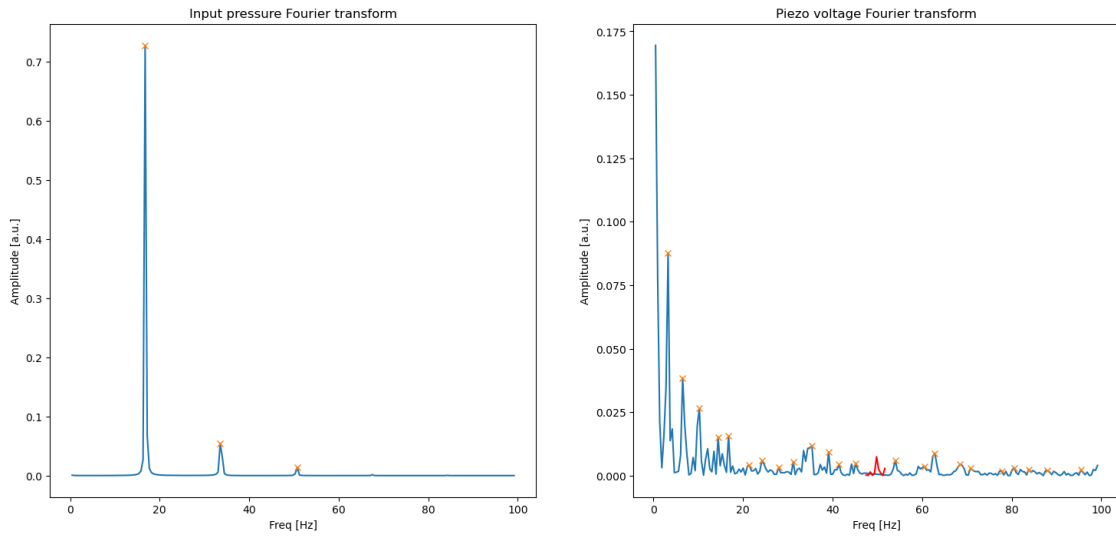 Input pressure Fourier transform
Amplitude [a.u.]
0.7
0.6
0.5
0.4
0.3
0.2
0.1
0.0
0 20 40 60 80 100
Freq [Hz]
Piezo voltage Fourier transform
Amplitude [a.u.]
0.175
0.150
0.125
0.100
0.075
0.050
0.025
0.000
0 20 40 60 80 100
Freq [Hz]